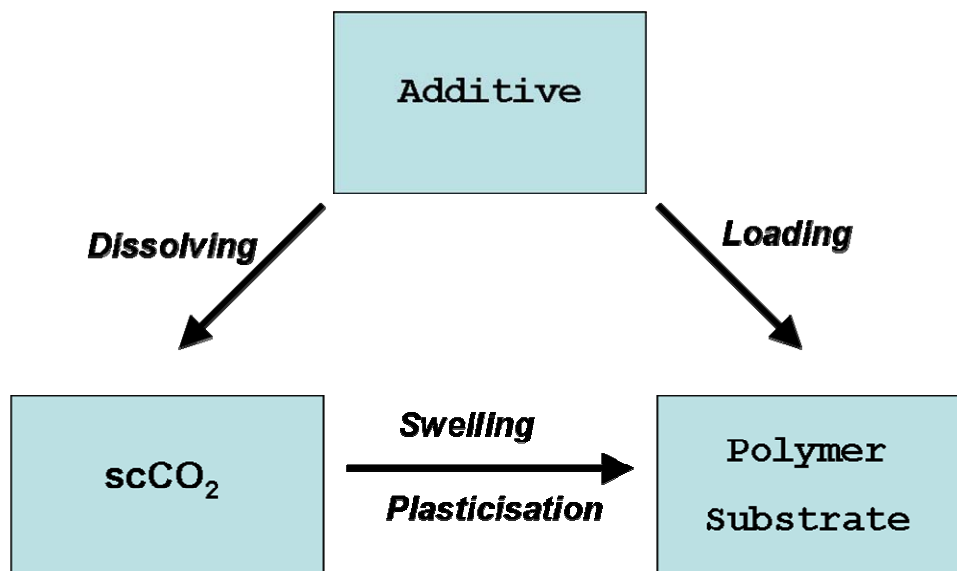 Additive
Dissolving
Loading
scCO₂
Swelling
Plasticisation
Polymer
Substrate